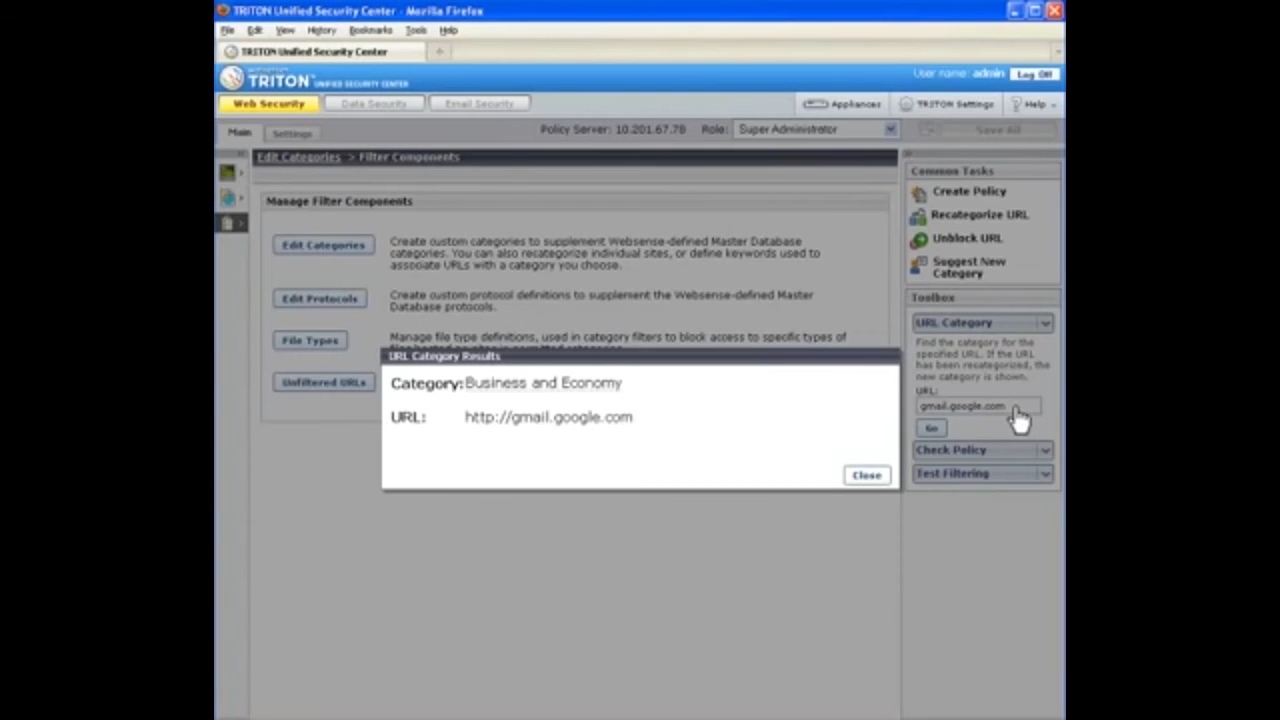 TRITON Unified Security Center - Mozilla Firefox
File Edit View History Bookmarks Tools Help
TRITON Unified Security Center
TRITON UNIFIED SECURITY CENTER
User name: admin Log Off
Web Security Data Security Email Security
Appliances TRITON Settings Help
Main Settings
Policy Server: 10.201.67.78 Role: Super Administrator Save All
Edit Categories > Filter Components
Manage Filter Components
Edit Categories
Create custom categories to supplement Websense-defined Master Database
categories. You can also recategorize individual sites, or define keywords used to
associate URLs with a category you choose.
Edit Protocols
Create custom protocol definitions to supplement the Websense-defined Master
Database protocols.
File Types
Manage file type definitions, used in category filters to block access to specific types of
Unfiltered URLs
URL Category Results
Category: Business and Economy
URL: http://gmail.google.com
Close
Common Tasks
Create Policy
Recategorize URL
Unblock URL
Suggest New
Category
Toolbox
URL Category
Find the category for the
specified URL. If the URL
has been recategorized, the
new category is shown.
URL:
gmail.google.com
Go
Check Policy
Test Filtering